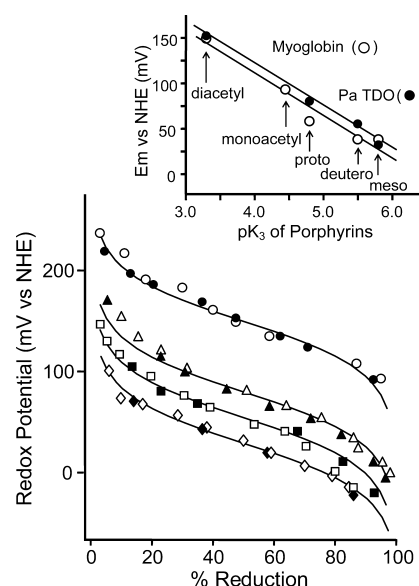 150
100
50
0
Em vs NHE (mV)
Myoglobin (○)
Pa TDO(●
diacetyl
monoacetyl
proto
deutero
meso
3.0 4.0 5.0 6.0
pK3 of Porphyrins
200
100
0
Redox Potential (mV vs NHE)
0 20 40 60 80 100
% Reduction